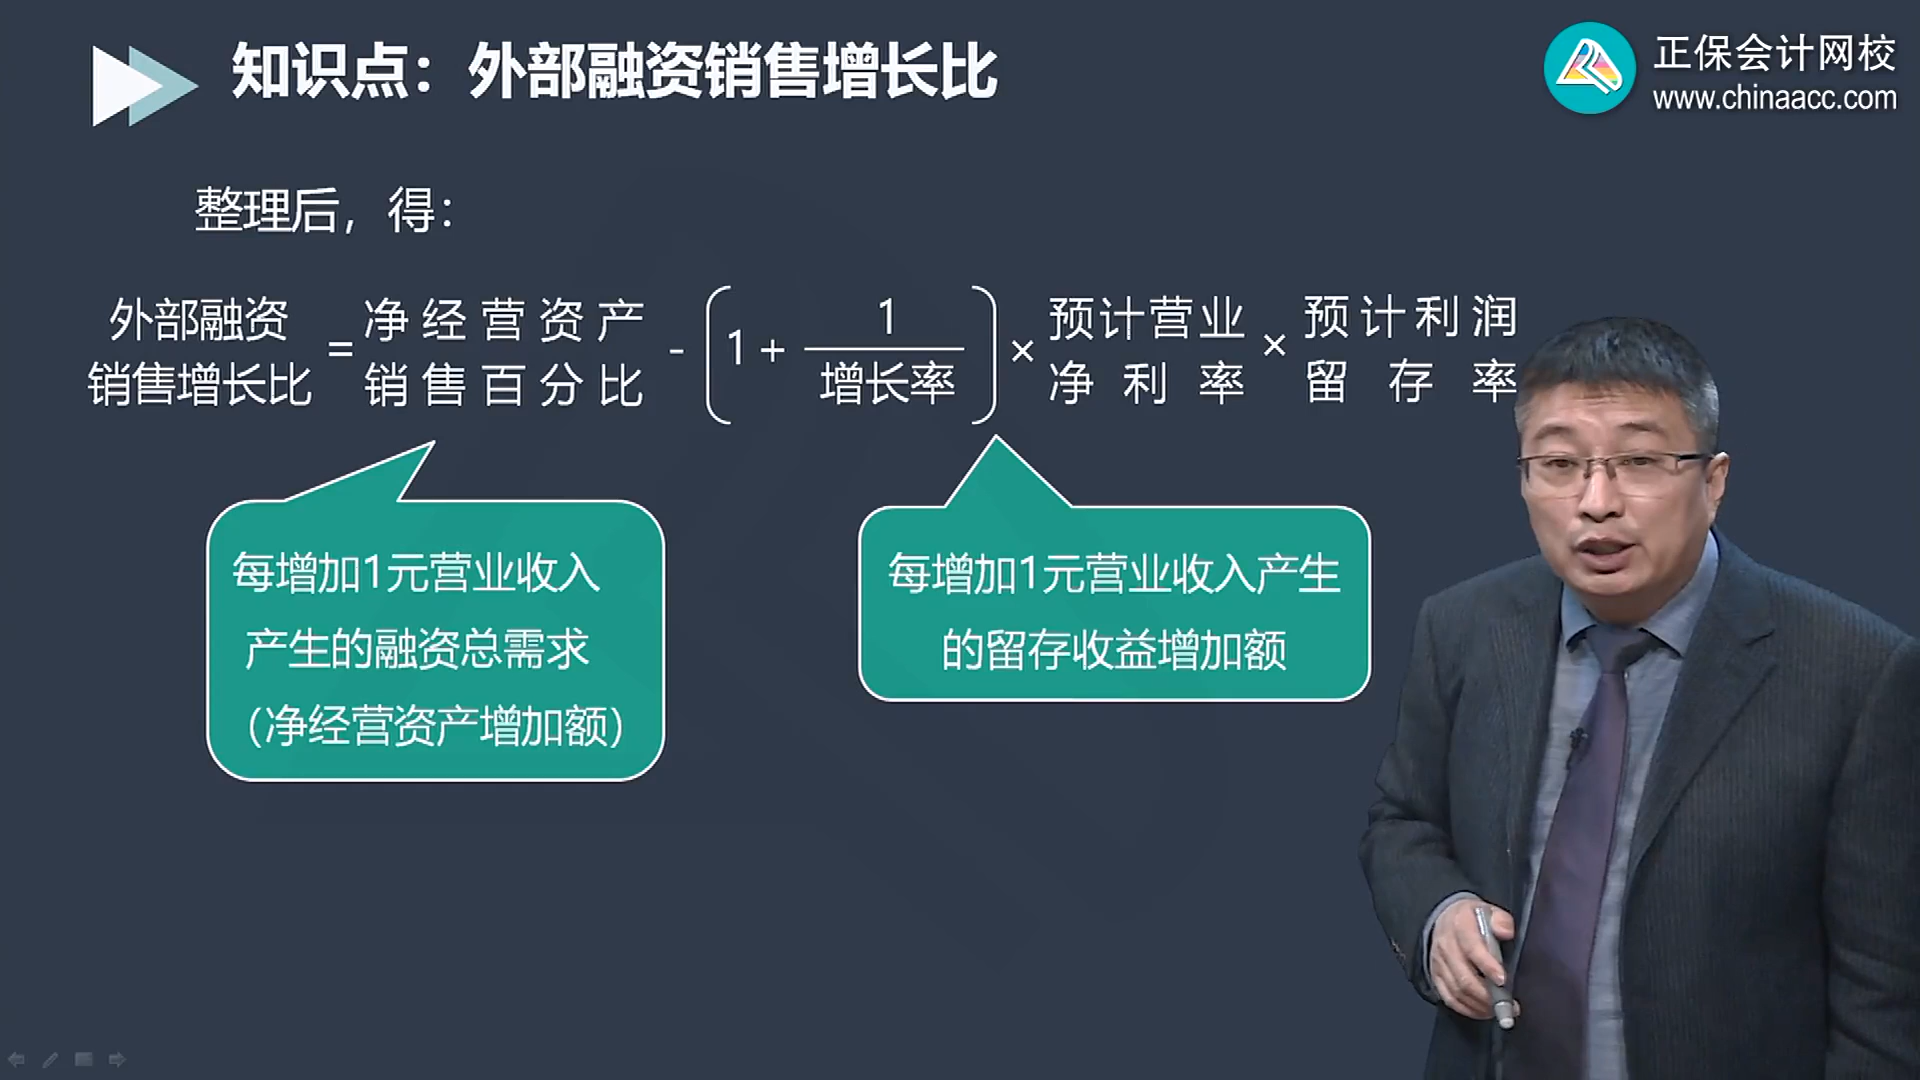 知识点：外部融资销售增长比
正保会计网校
www.chinaacc.com
整理后，得：
外部融资销售增长比 = 净经营资产销售百分比 - (1 + 1/增长率) × 预计营业净利率 × 预计利润留存率
每增加1元营业收入
产生的融资总需求
（净经营资产增加额）
每增加1元营业收入产生
的留存收益增加额